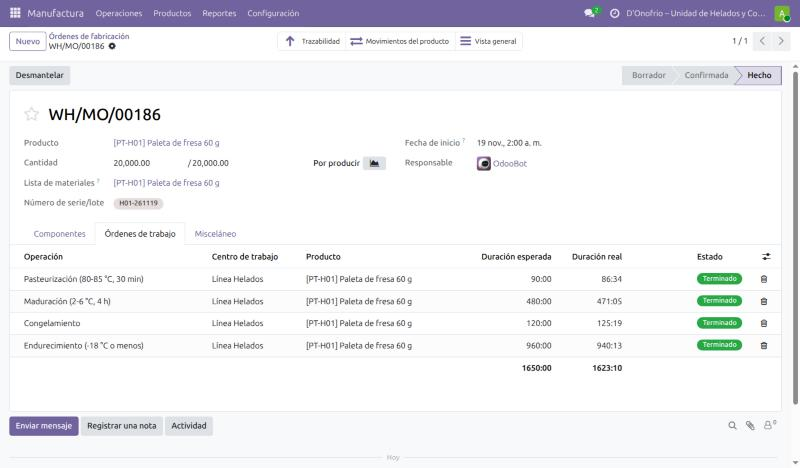 Manufactura Operaciones Productos Reportes Configuración 2 D'Onofrio – Unidad de Helados y Co... A
Nuevo Órdenes de fabricación
WH/MO/00186
Trazabilidad Movimientos del producto Vista general 1 / 1
Desmantelar Borrador Confirmada Hecho
WH/MO/00186
Producto [PT-H01] Paleta de fresa 60 g Fecha de inicio ? 19 nov., 2:00 a. m.
Cantidad 20,000.00 / 20,000.00 Por producir Responsable OdooBot
Lista de materiales ? [PT-H01] Paleta de fresa 60 g
Número de serie/lote H01-261119
Componentes Órdenes de trabajo Misceláneo
Operación Centro de trabajo Producto Duración esperada Duración real Estado
Pasteurización (80-85 °C, 30 min) Línea Helados [PT-H01] Paleta de fresa 60 g 90:00 86:34 Terminado
Maduración (2-6 °C, 4 h) Línea Helados [PT-H01] Paleta de fresa 60 g 480:00 471:05 Terminado
Congelamiento Línea Helados [PT-H01] Paleta de fresa 60 g 120:00 125:19 Terminado
Endurecimiento (-18 °C o menos) Línea Helados [PT-H01] Paleta de fresa 60 g 960:00 940:13 Terminado
1650:00 1623:10
Enviar mensaje Registrar una nota Actividad 0
Hoy